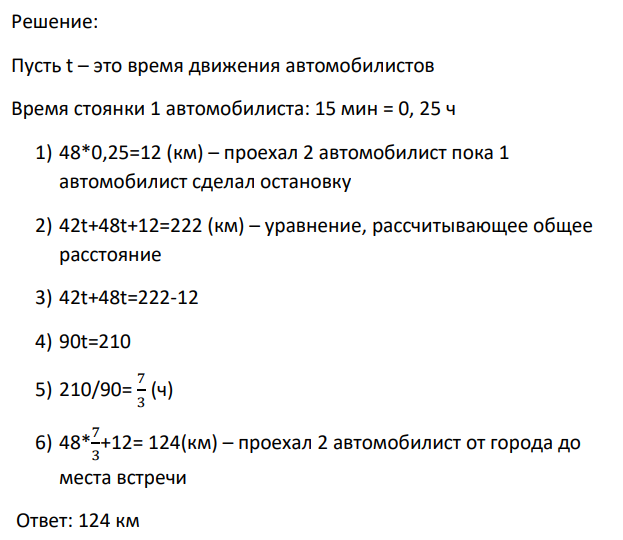 Решение:
Пусть t – это время движения автомобилистов
Время стоянки 1 автомобилиста: 15 мин = 0, 25 ч
1) 48*0,25=12 (км) – проехал 2 автомобилист пока 1
автомобилист сделал остановку
2) 42t+48t+12=222 (км) – уравнение, рассчитывающее общее
расстояние
3) 42t+48t=222-12
4) 90t=210
5) 210/90= 7/3 (ч)
6) 48*7/3+12= 124(км) – проехал 2 автомобилист от города до
места встречи
Ответ: 124 км